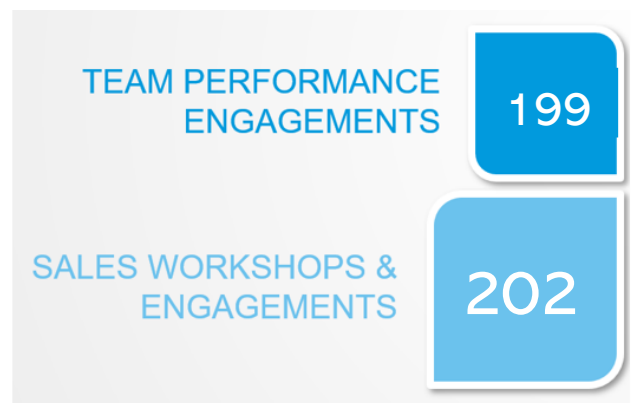 TEAM PERFORMANCE
ENGAGEMENTS
199
SALES WORKSHOPS &
ENGAGEMENTS
202